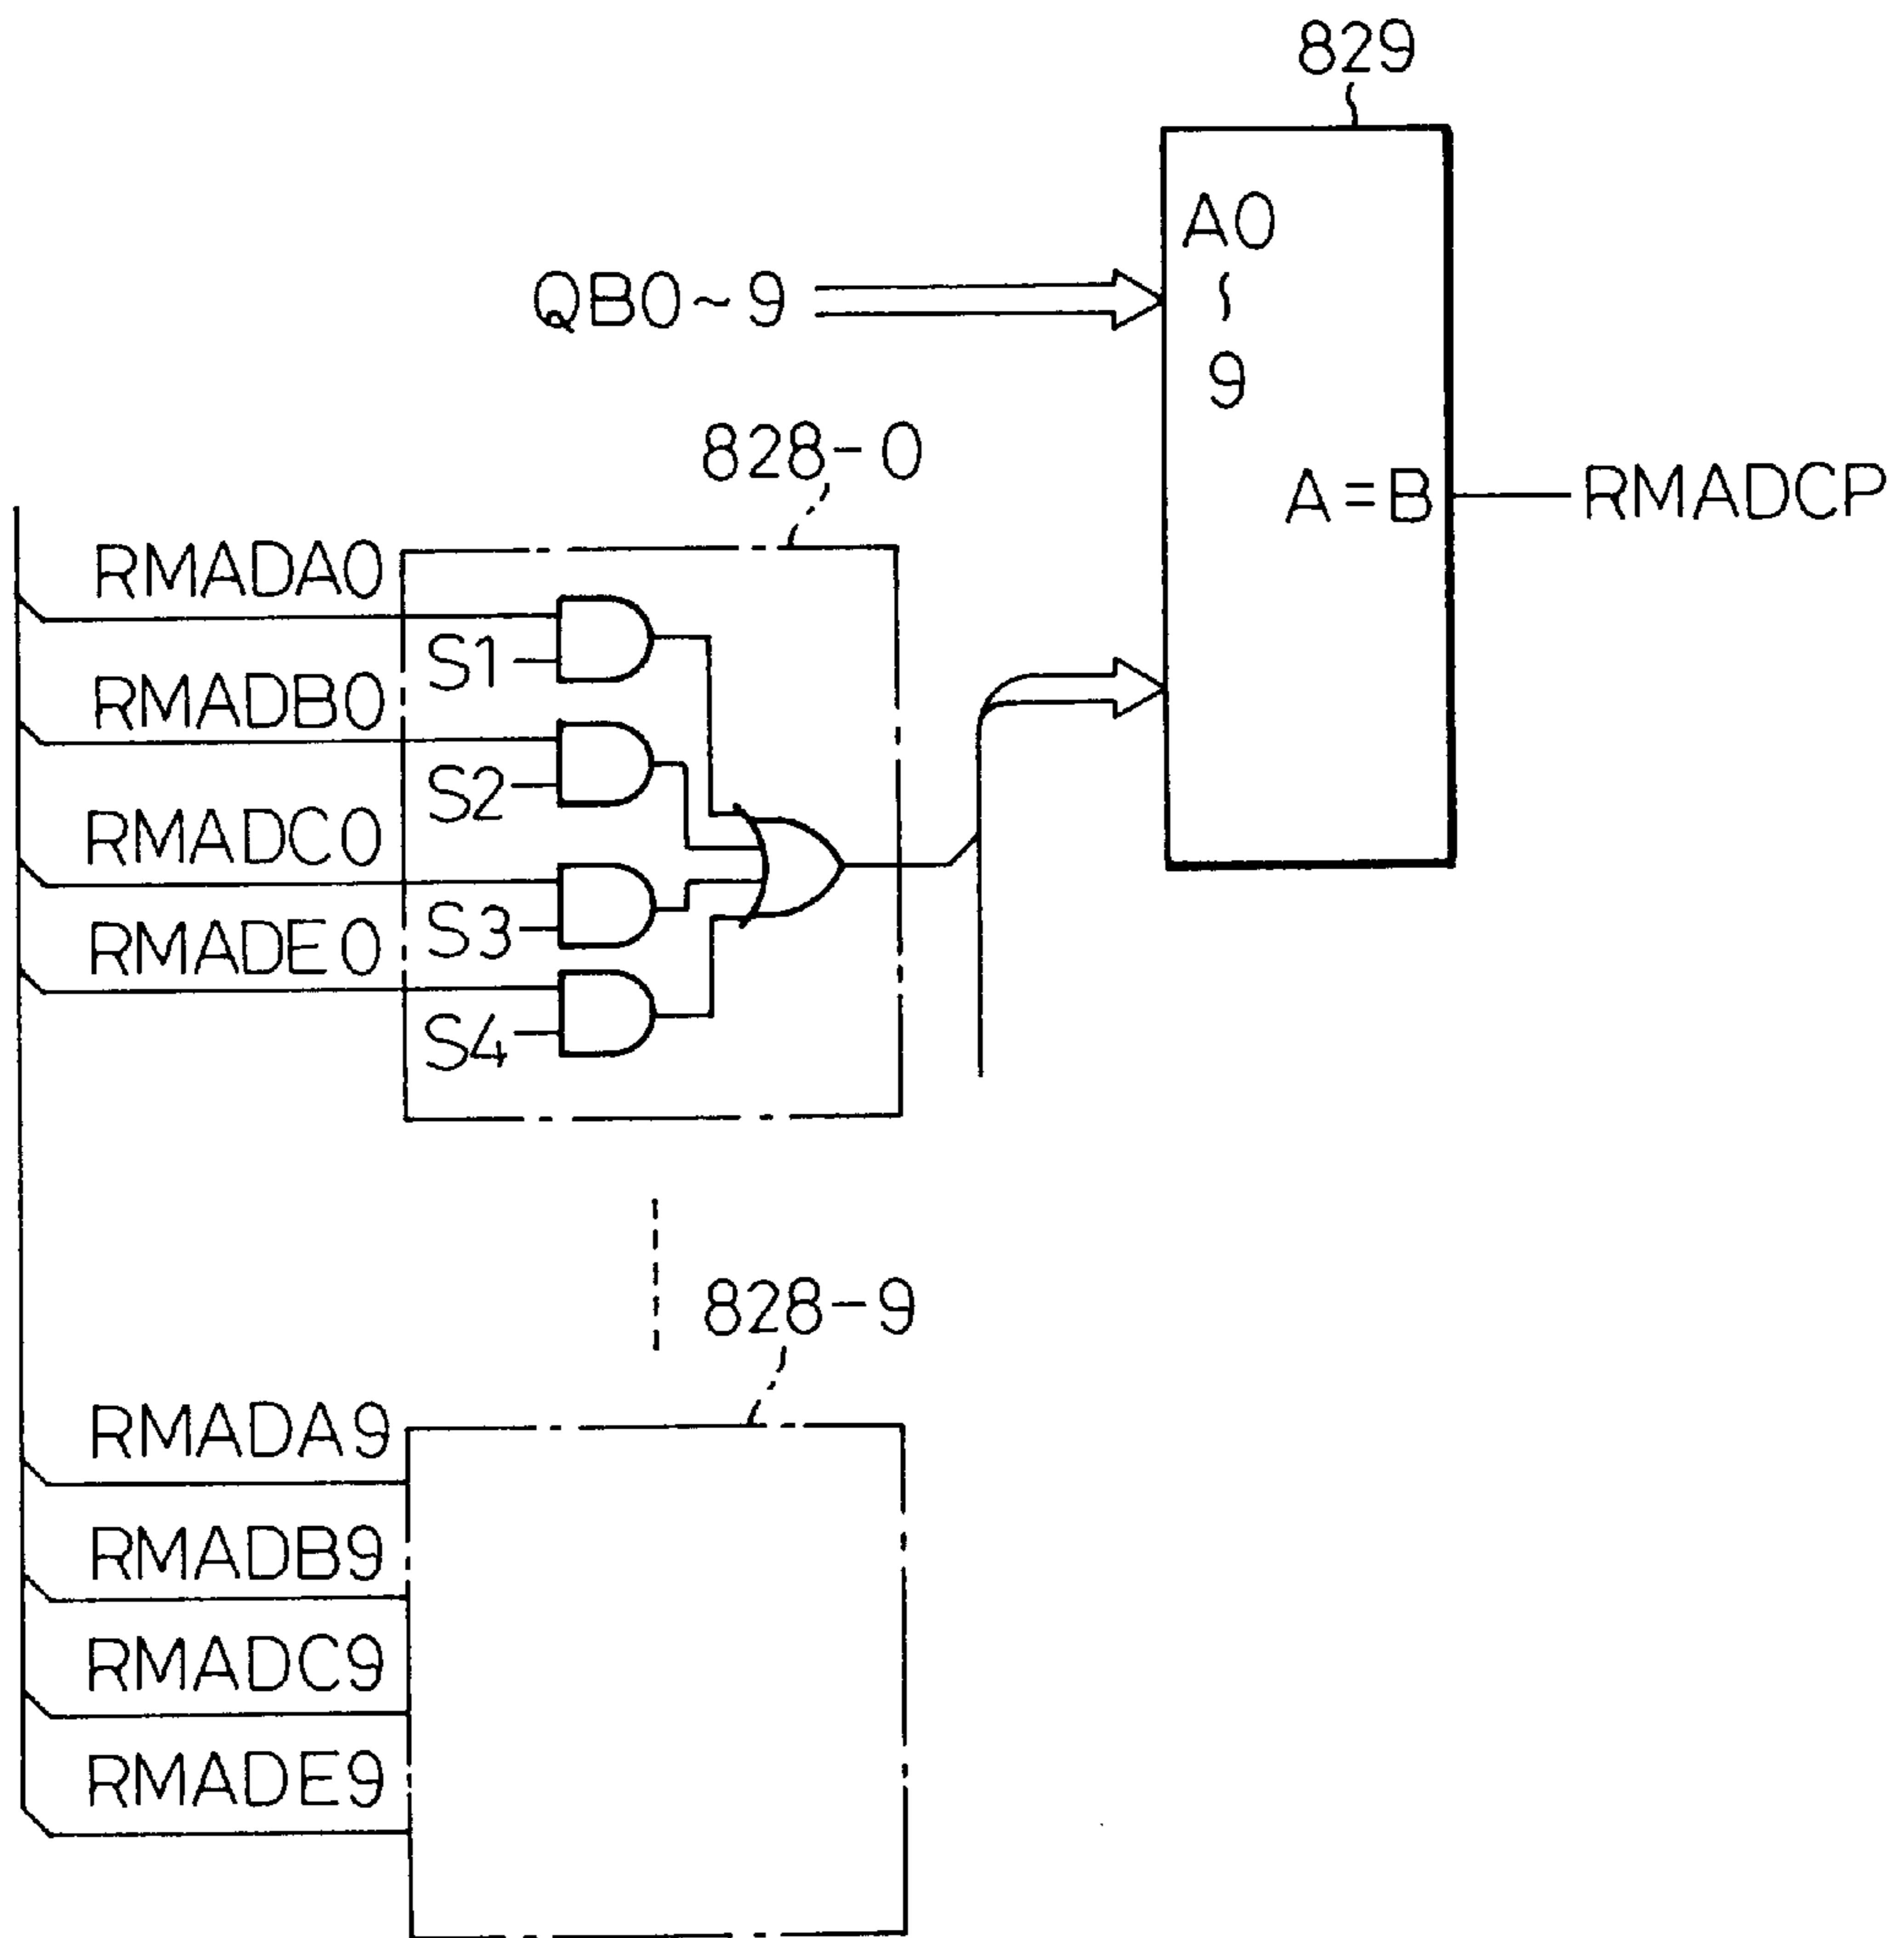 829
A0
~
9
QB0~9
828-0
A=B
RMADCP
RMADA0
S1
RMADB0
S2
RMADC0
S3
RMADE0
S4
828-9
RMADA9
RMADB9
RMADC9
RMADE9